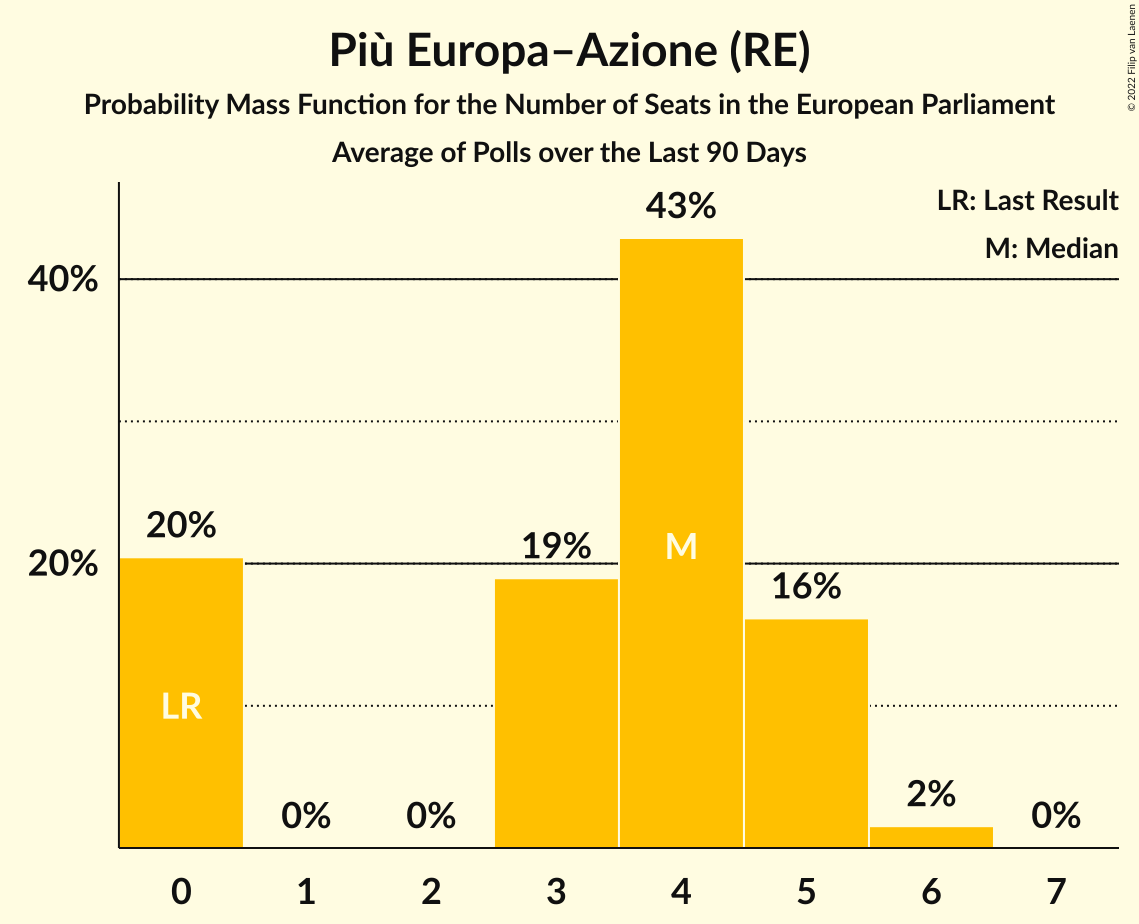 Più Europa–Azione (RE)
Probability Mass Function for the Number of Seats in the European Parliament
Average of Polls over the Last 90 Days
© 2022 Filip van Laenen
LR: Last Result
M: Median
43%
40%
20%
19%
M
20%
16%
LR
0%
0%
2%
0%
0 1 2 3 4 5 6 7